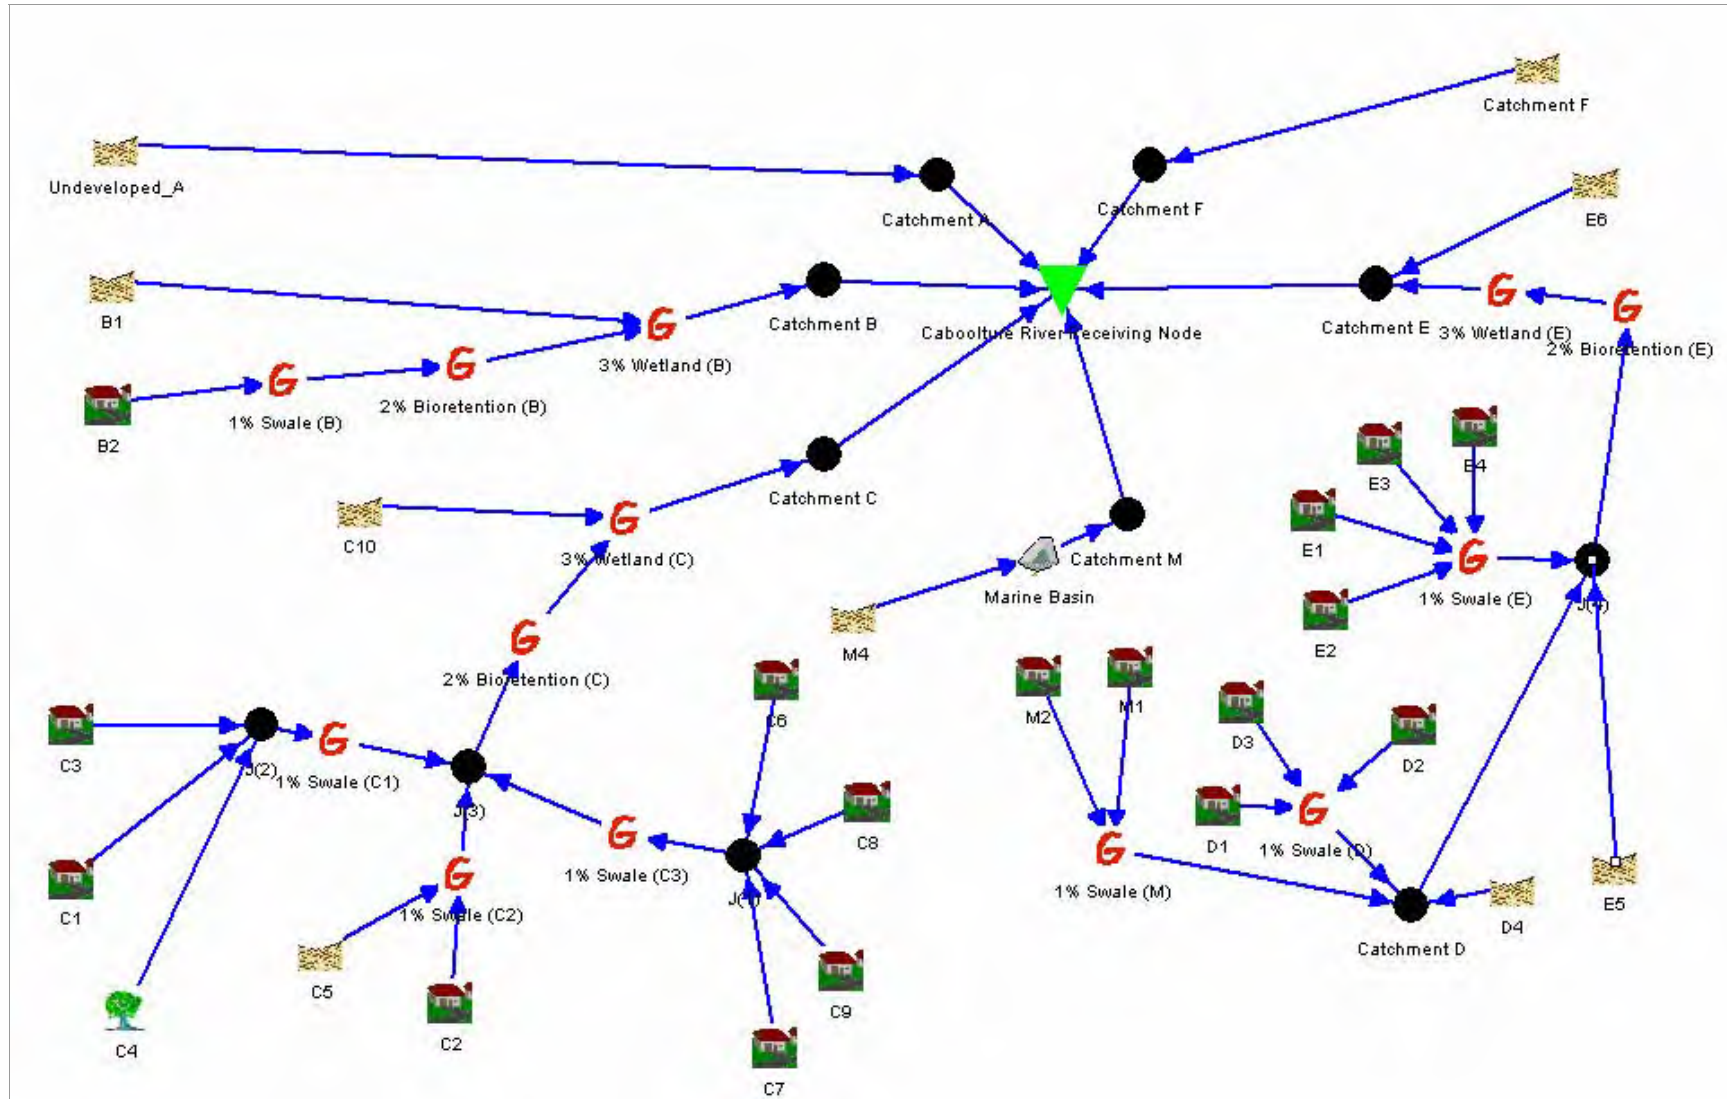 Catchment F
Undeveloped_A
Catchment A
Catchment F
E6
B1
Catchment B
Caboolture River Receiving Node
Catchment E
3% Wetland (E)
2% Bioretention (E)
3% Wetland (B)
2% Bioretention (B)
1% Swale (B)
B2
E4
E3
Catchment C
C10
3% Wetland (C)
Catchment M
E1
Marine Basin
1% Swale (E)
J(4)
E2
M4
2% Bioretention (C)
C6
M2
M1
D3
D2
C3
J(2)
1% Swale (C1)
J(3)
C8
D1
1% Swale (D)
1% Swale (C3)
1% Swale (M)
J(1)
E5
C1
1% Swale (C2)
D4
Catchment D
C5
C9
C2
C4
C7